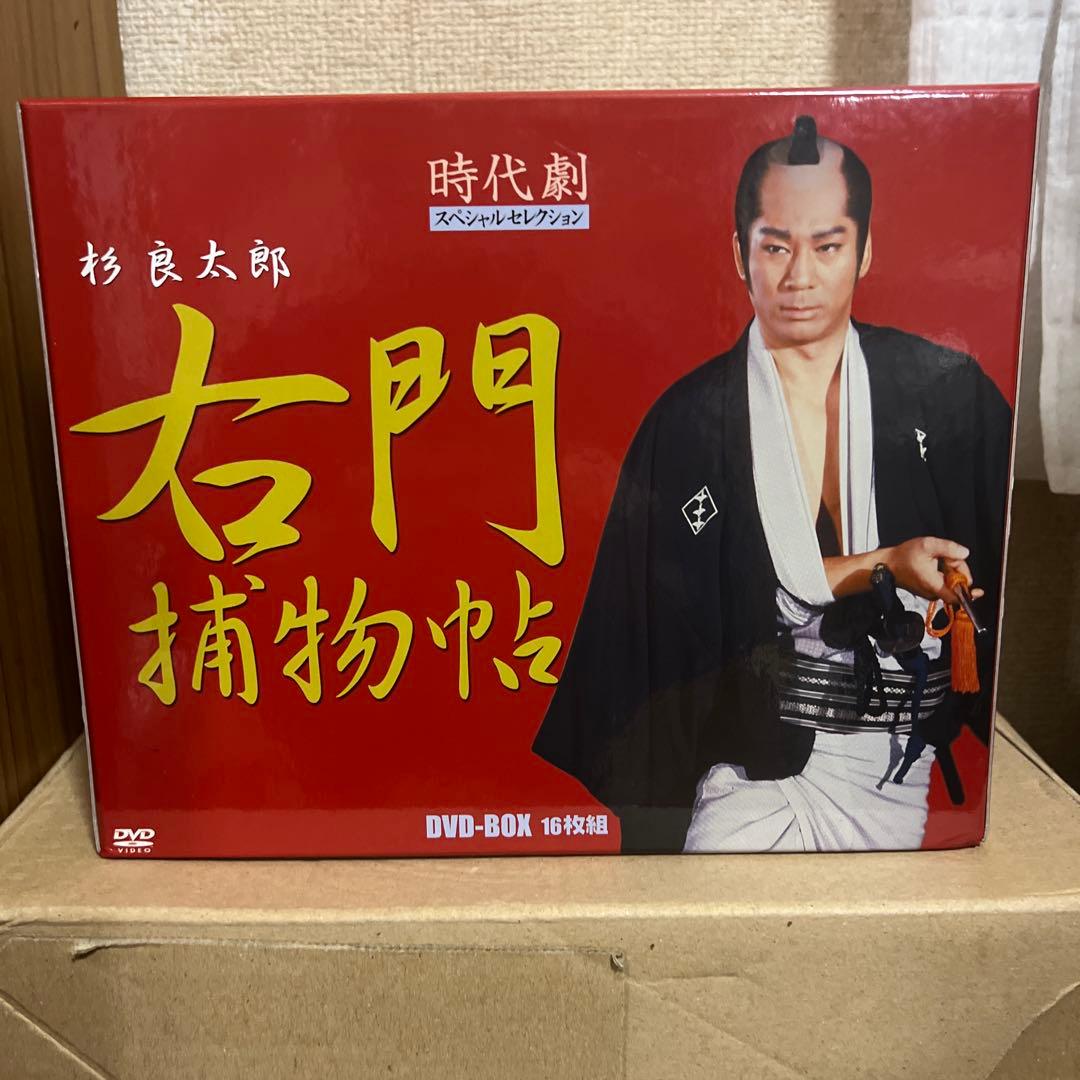 時代劇
スペシャルセレクション
杉良太郎
右門
捕物帖
DVD-BOX 16枚組
DVD
VIDEO